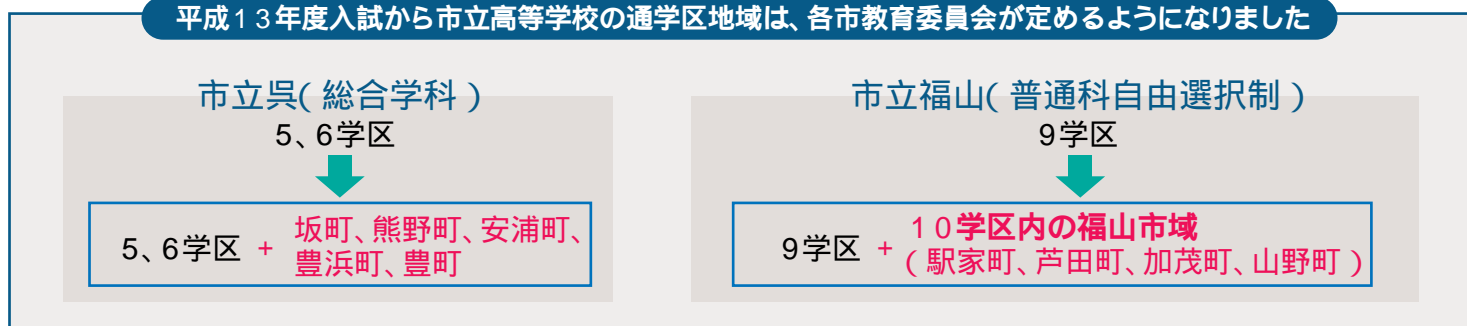 平成13年度入試から市立高等学校の通学区地域は、各市教育委員会が定めるようになりました
市立呉(総合学科)
5、6学区
5、6学区 + 坂町、熊野町、安浦町、
豊浜町、豊町
市立福山(普通科自由選択制)
9学区
9学区 + 10学区内の福山市域
(駅家町、芦田町、加茂町、山野町)